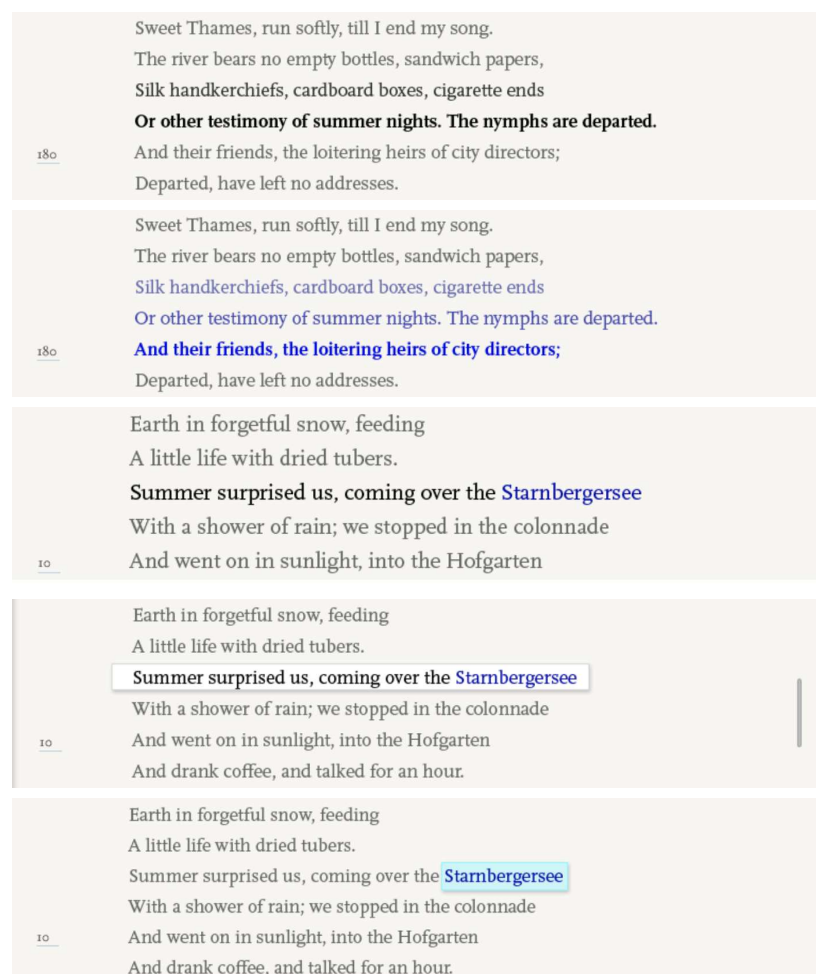 Sweet Thames, run softly, till I end my song.
The river bears no empty bottles, sandwich papers,
Silk handkerchiefs, cardboard boxes, cigarette ends
Or other testimony of summer nights. The nymphs are departed.
180 And their friends, the loitering heirs of city directors;
Departed, have left no addresses.
Sweet Thames, run softly, till I end my song.
The river bears no empty bottles, sandwich papers,
Silk handkerchiefs, cardboard boxes, cigarette ends
Or other testimony of summer nights. The nymphs are departed.
180 And their friends, the loitering heirs of city directors;
Departed, have left no addresses.
Earth in forgetful snow, feeding
A little life with dried tubers.
Summer surprised us, coming over the Starnbergersee
With a shower of rain; we stopped in the colonnade
10 And went on in sunlight, into the Hofgarten
Earth in forgetful snow, feeding
A little life with dried tubers.
Summer surprised us, coming over the Starnbergersee
With a shower of rain; we stopped in the colonnade
10 And went on in sunlight, into the Hofgarten
And drank coffee, and talked for an hour.
Earth in forgetful snow, feeding
A little life with dried tubers.
Summer surprised us, coming over the Starnbergersee
With a shower of rain; we stopped in the colonnade
10 And went on in sunlight, into the Hofgarten
And drank coffee, and talked for an hour.